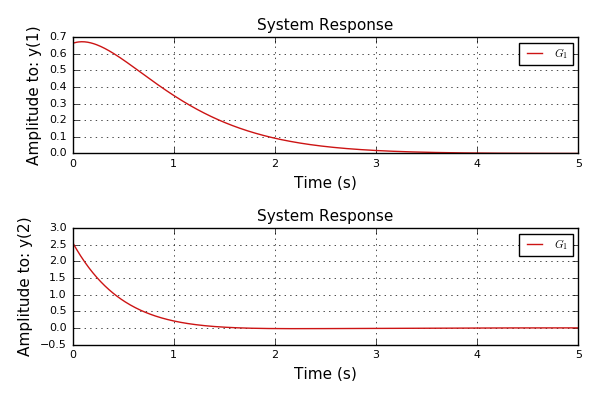 System Response
Amplitude to: y(1)
0.7
0.6
0.5
0.4
0.3
0.2
0.1
0.0
G1
0 1 2 3 4 5
Time (s)
System Response
Amplitude to: y(2)
3.0
2.5
2.0
1.5
1.0
0.5
0.0
−0.5
G1
0 1 2 3 4 5
Time (s)